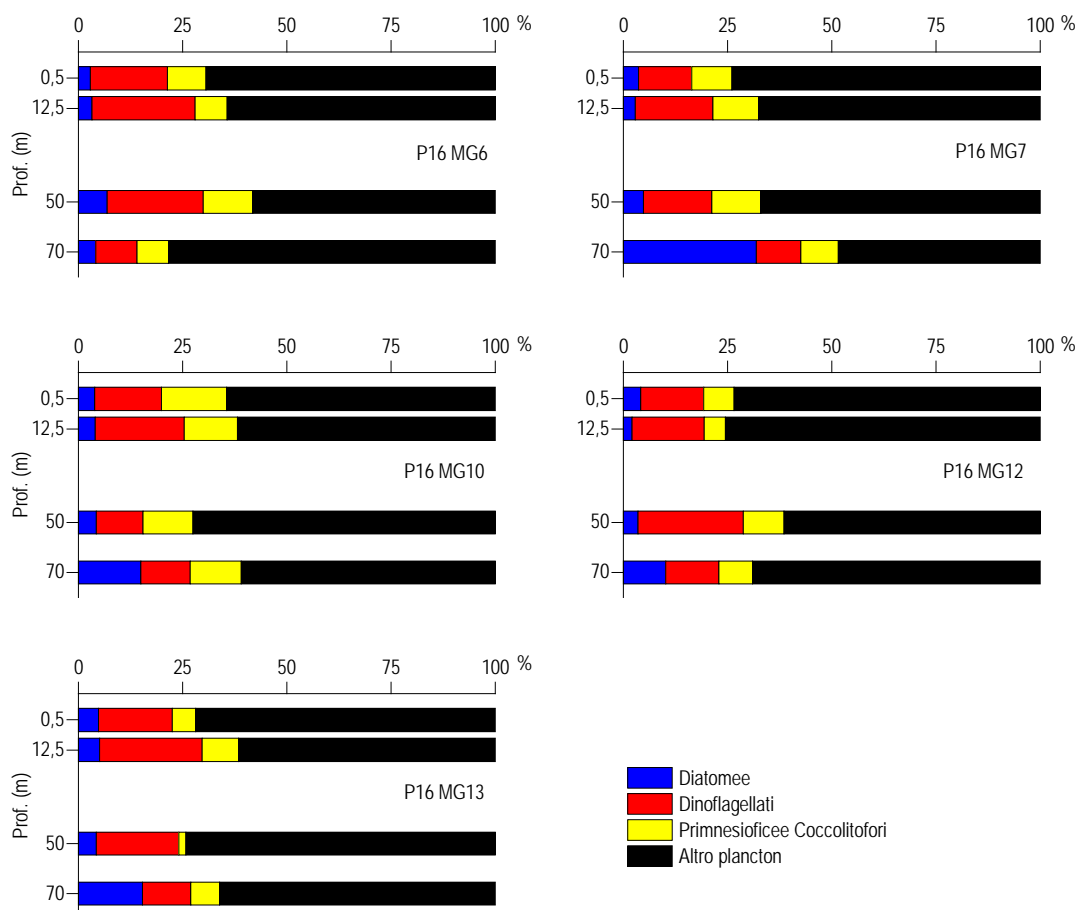 0 25 50 75 100 %
0,5
12,5
50
70
Prof. (m)
P16 MG6
0 25 50 75 100 %
0,5
12,5
50
70
P16 MG7
0 25 50 75 100 %
0,5
12,5
50
70
Prof. (m)
P16 MG10
0 25 50 75 100 %
0,5
12,5
50
70
P16 MG12
0 25 50 75 100 %
0,5
12,5
50
70
Prof. (m)
P16 MG13
Diatomee
Dinoflagellati
Primnesioficee Coccolitofori
Altro plancton